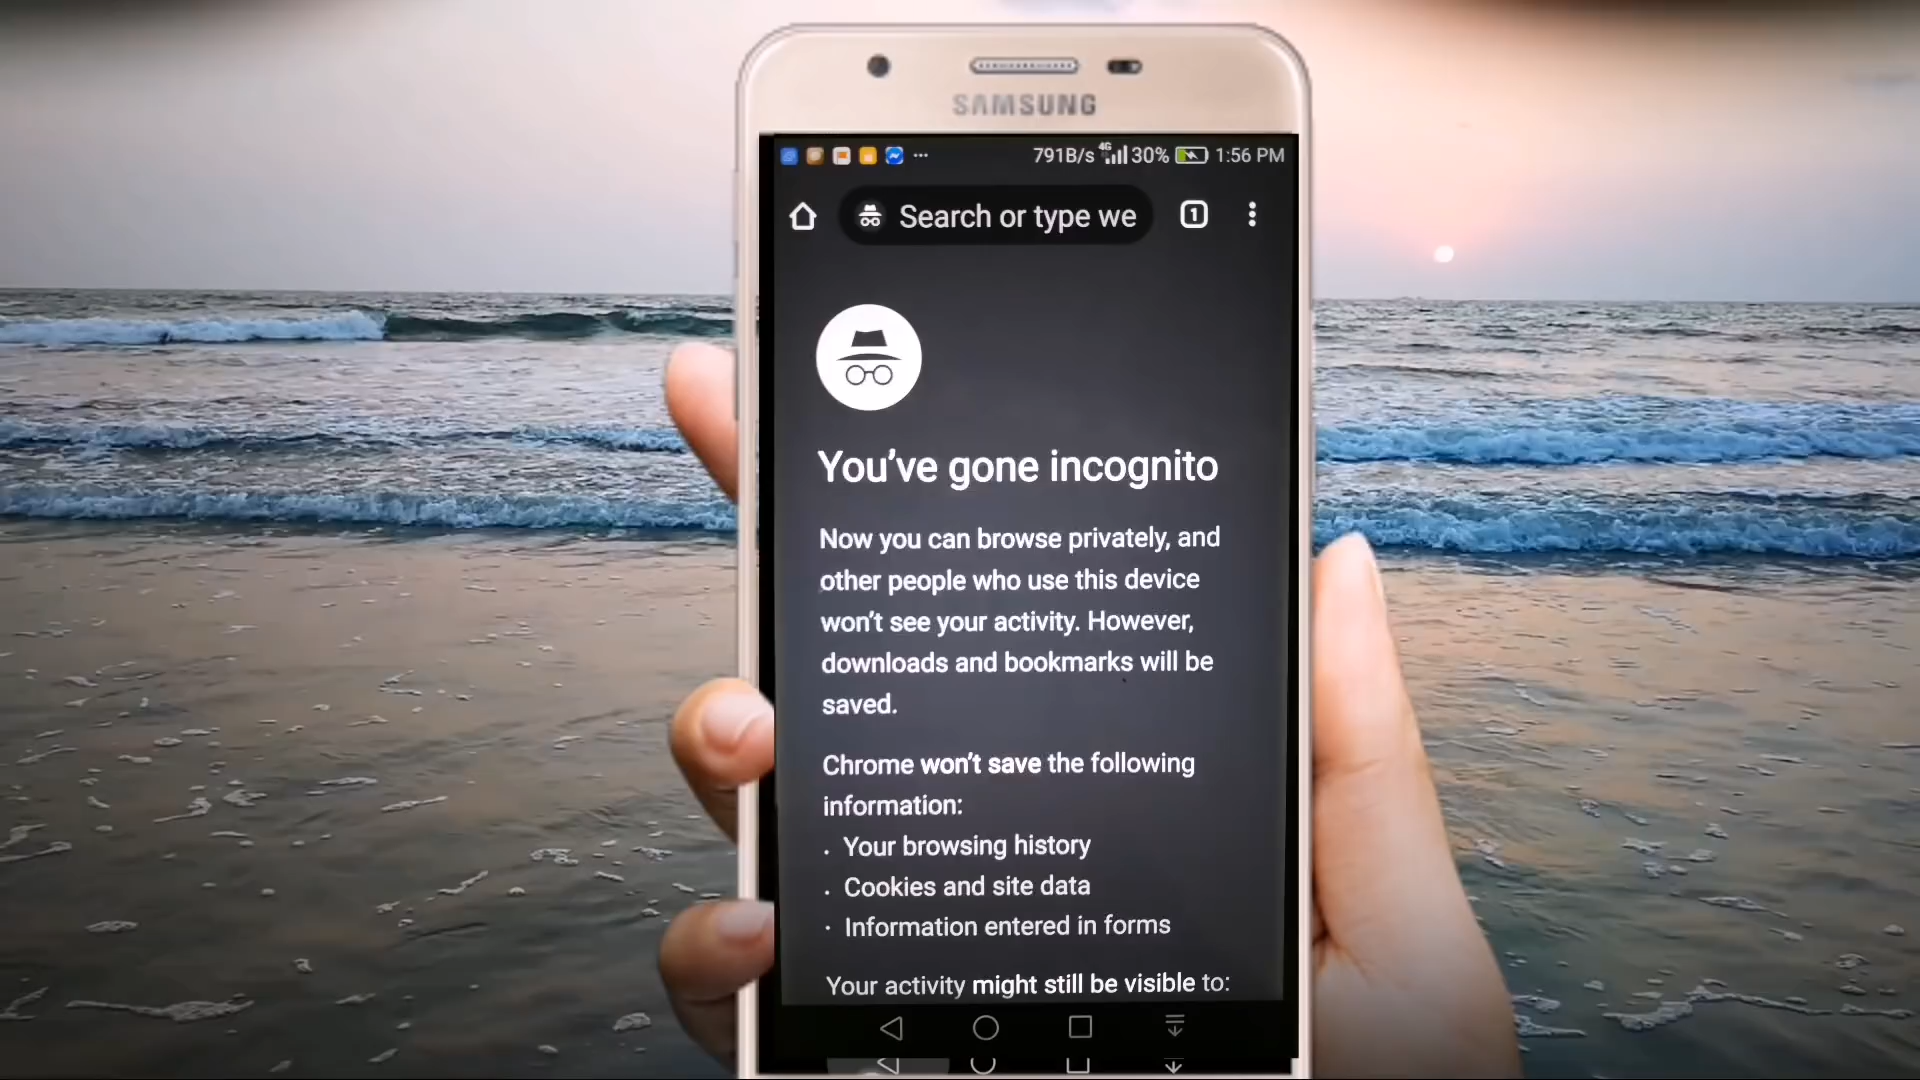 SAMSUNG
791B/s 4G 30% 1:56 PM
Search or type we
1
You've gone incognito
Now you can browse privately, and
other people who use this device
won't see your activity. However,
downloads and bookmarks will be
saved.
Chrome won't save the following
information:
· Your browsing history
· Cookies and site data
· Information entered in forms
Your activity might still be visible to: